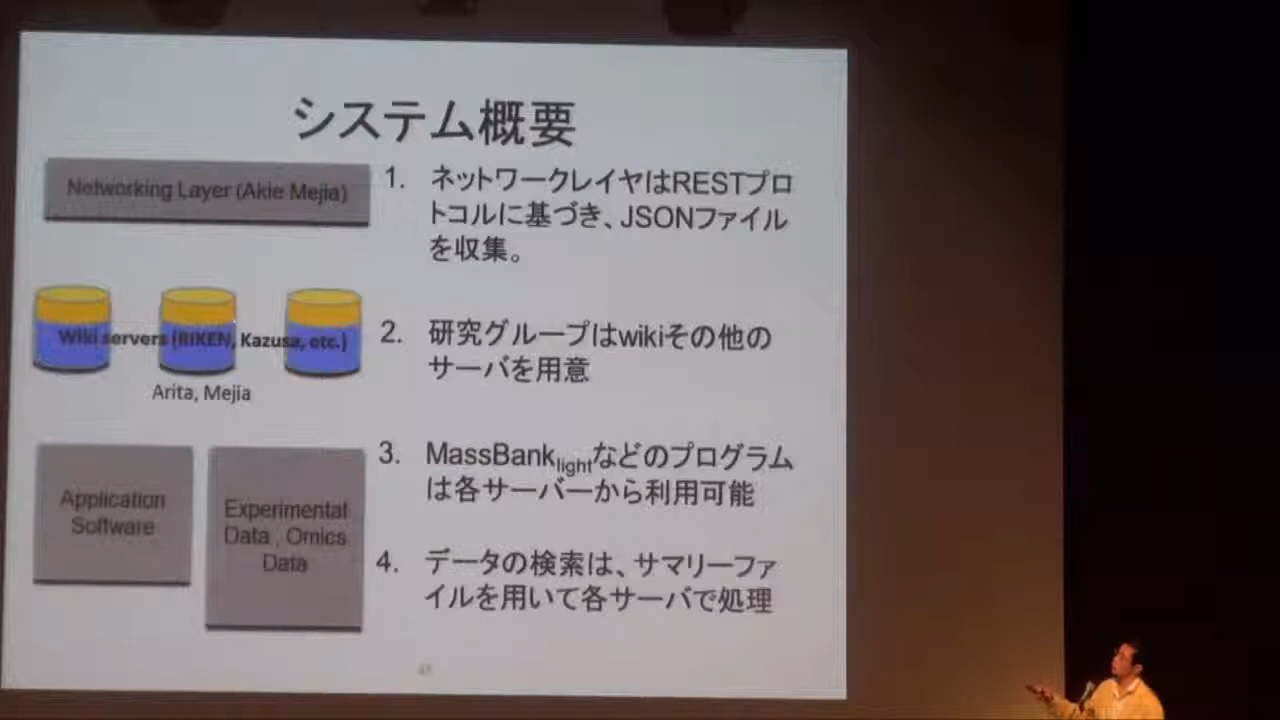 システム概要
Networking Layer (Akie Mejia)
1. ネットワークレイヤはRESTプロ
トコルに基づき、JSONファイル
を収集。
Wiki servers (RIKEN, Kazusa, etc.)
Arita, Mejia
2. 研究グループはwikiその他の
サーバを用意
3. MassBanklightなどのプログラム
は各サーバーから利用可能
Application
Software
Experimental
Data , Omics
Data
4. データの検索は、サマリーファ
イルを用いて各サーバで処理